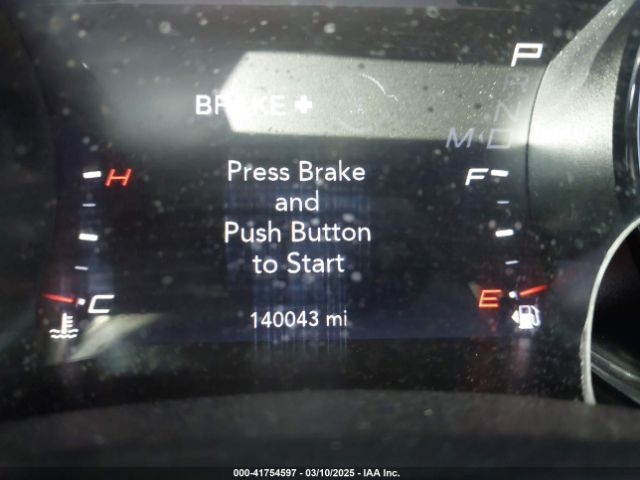 P
R
BRAKE +
N
M D
H
Press Brake
F
and
Push Button
to Start
E
C
140043 mi
000-41754597 - 03/10/2025 - IAA Inc.